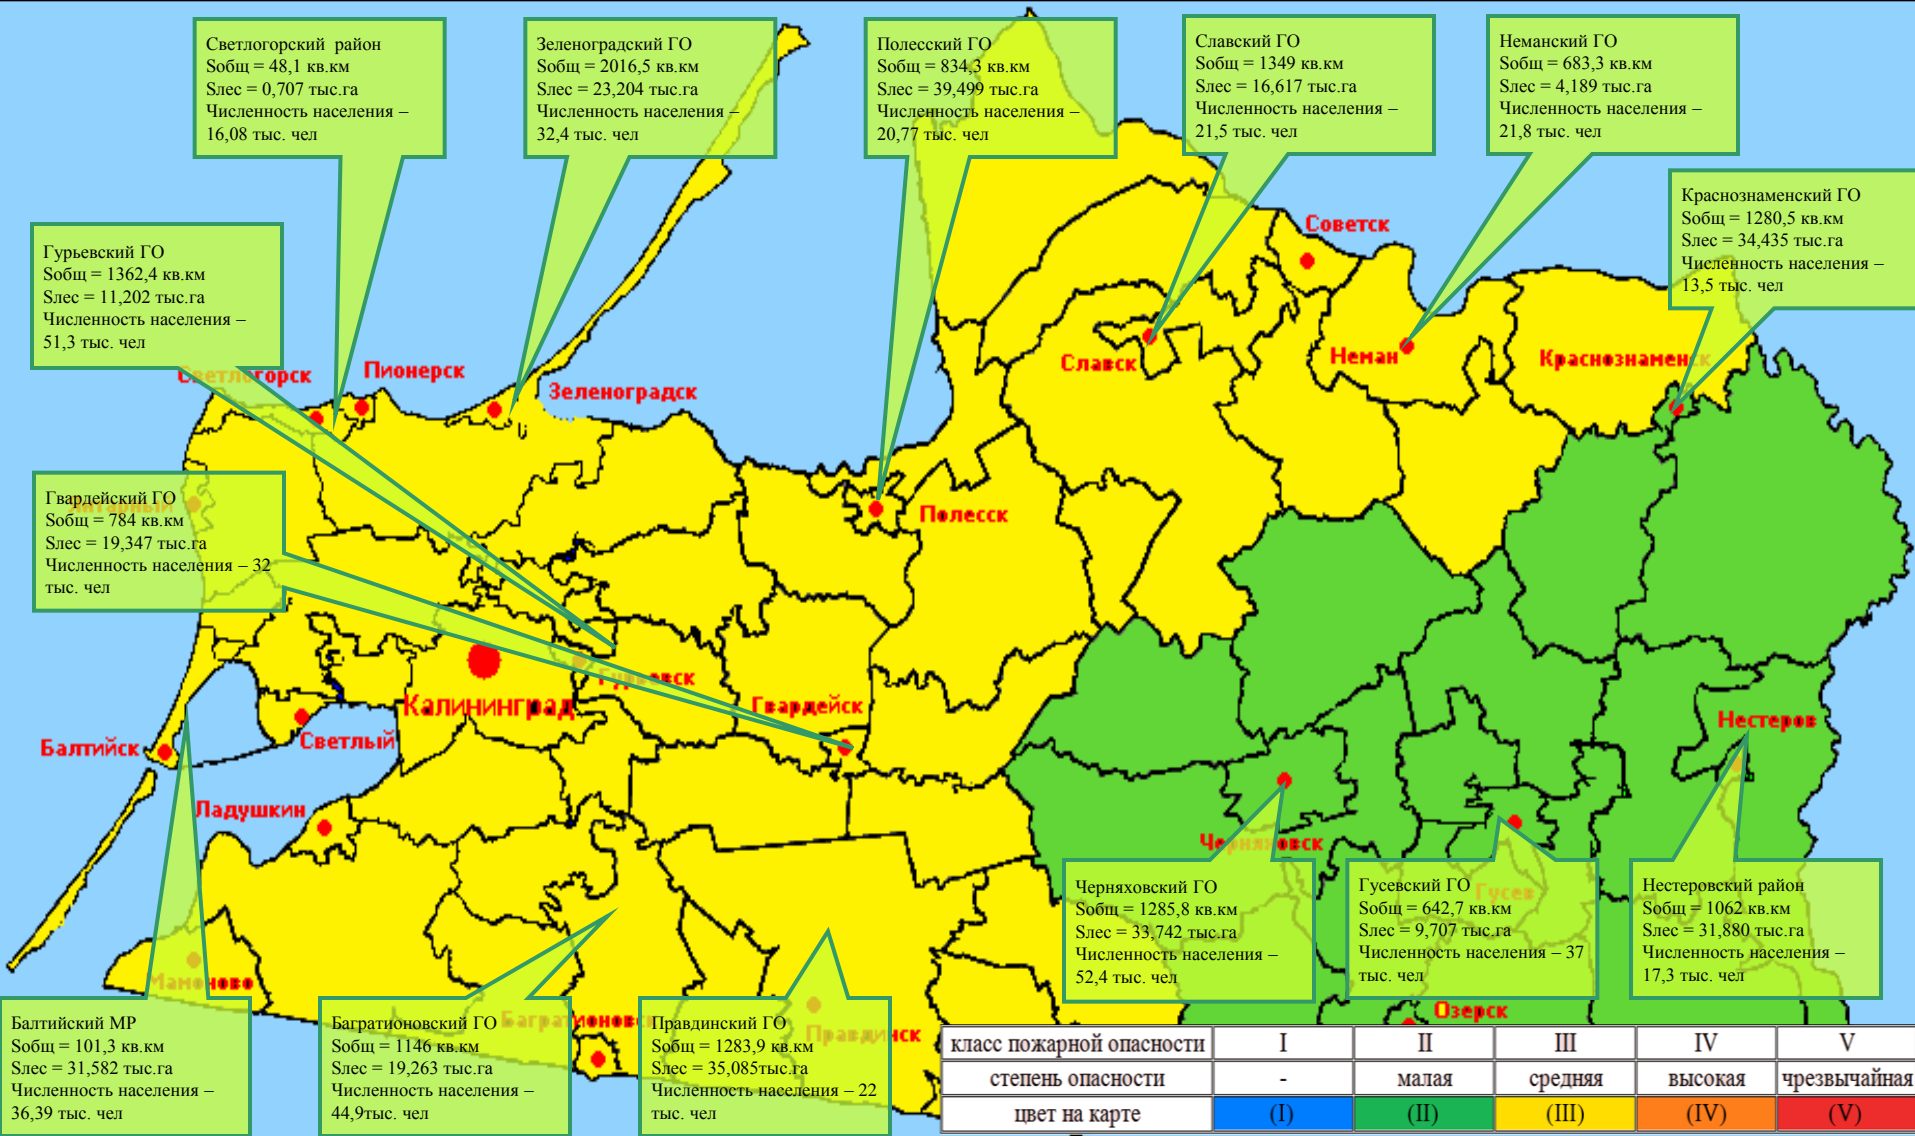 Светлогорский район
Sобщ = 48,1 кв.км
Sлес = 0,707 тыс.га
Численность населения –
16,08 тыс. чел
Зеленоградский ГО
Sобщ = 2016,5 кв.км
Sлес = 23,204 тыс.га
Численность населения –
32,4 тыс. чел
Полесский ГО
Sобщ = 834,3 кв.км
Sлес = 39,499 тыс.га
Численность населения –
20,77 тыс. чел
Славский ГО
Sобщ = 1349 кв.км
Sлес = 16,617 тыс.га
Численность населения –
21,5 тыс. чел
Неманский ГО
Sобщ = 683,3 кв.км
Sлес = 4,189 тыс.га
Численность населения –
21,8 тыс. чел
Краснознаменский ГО
Sобщ = 1280,5 кв.км
Sлес = 34,435 тыс.га
Численность населения –
13,5 тыс. чел
Гурьевский ГО
Sобщ = 1362,4 кв.км
Sлес = 11,202 тыс.га
Численность населения –
51,3 тыс. чел
Советск
Светлогорск
Пионерск
Зеленоградск
Славск
Неман
Краснознаменск
Гвардейский ГО
Sобщ = 784 кв.км
Sлес = 19,347 тыс.га
Численность населения – 32
тыс. чел
Янтарный
Полесск
Гурьевск
Калининград
Гвардейск
Нестеров
Балтийск
Светлый
Ладушкин
Черняховск
Гусев
Мамоново
Багратионовск
Правдинск
Озерск
Черняховский ГО
Sобщ = 1285,8 кв.км
Sлес = 33,742 тыс.га
Численность населения –
52,4 тыс. чел
Гусевский ГО
Sобщ = 642,7 кв.км
Sлес = 9,707 тыс.га
Численность населения – 37
тыс. чел
Нестеровский район
Sобщ = 1062 кв.км
Sлес = 31,880 тыс.га
Численность населения –
17,3 тыс. чел
Балтийский МР
Sобщ = 101,3 кв.км
Sлес = 31,582 тыс.га
Численность населения –
36,39 тыс. чел
Багратионовский ГО
Sобщ = 1146 кв.км
Sлес = 19,263 тыс.га
Численность населения –
44,9тыс. чел
Правдинский ГО
Sобщ = 1283,9 кв.км
Sлес = 35,085тыс.га
Численность населения – 22
тыс. чел
класс пожарной опасности I II III IV V
степень опасности - малая средняя высокая чрезвычайная
цвет на карте (I) (II) (III) (IV) (V)